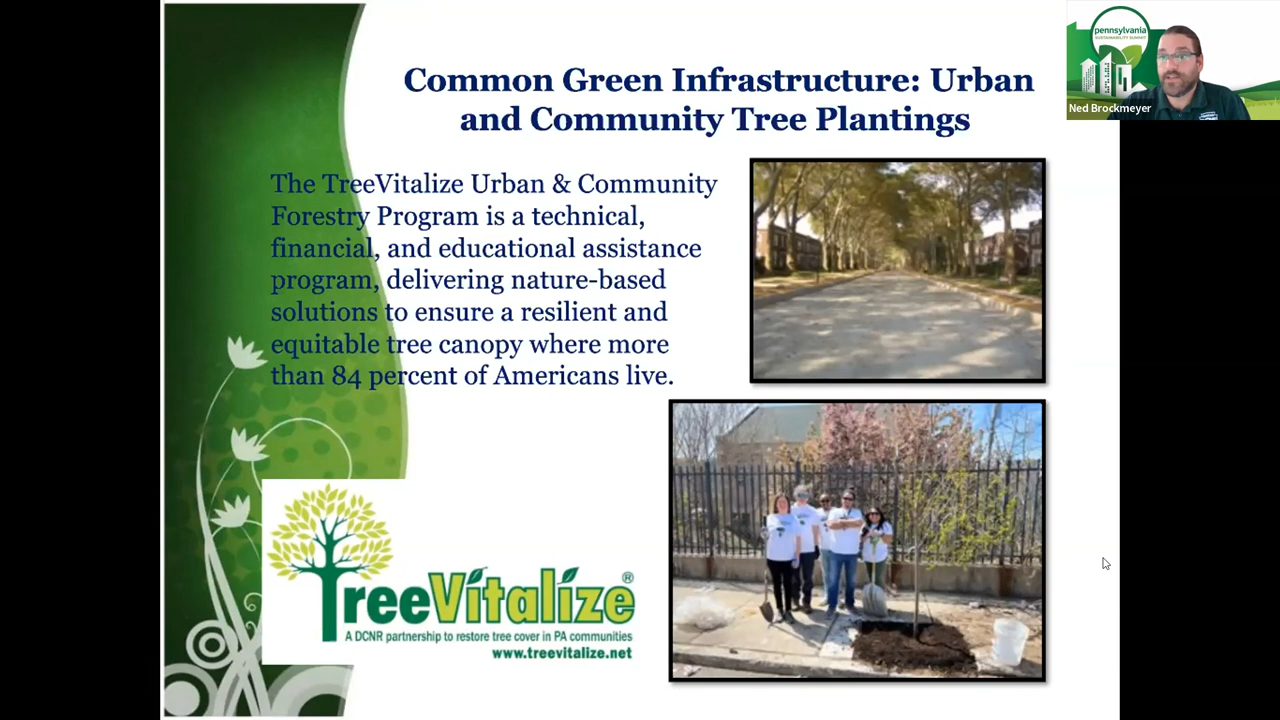 Common Green Infrastructure: Urban
and Community Tree Plantings
The TreeVitalize Urban & Community
Forestry Program is a technical,
financial, and educational assistance
program, delivering nature-based
solutions to ensure a resilient and
equitable tree canopy where more
than 84 percent of Americans live.
TreeVitalize®
A DCNR partnership to restore tree cover in PA communities
www.treevitalize.net
pennsylvania
SUSTAINABILITY SUMMIT
Ned Brockmeyer